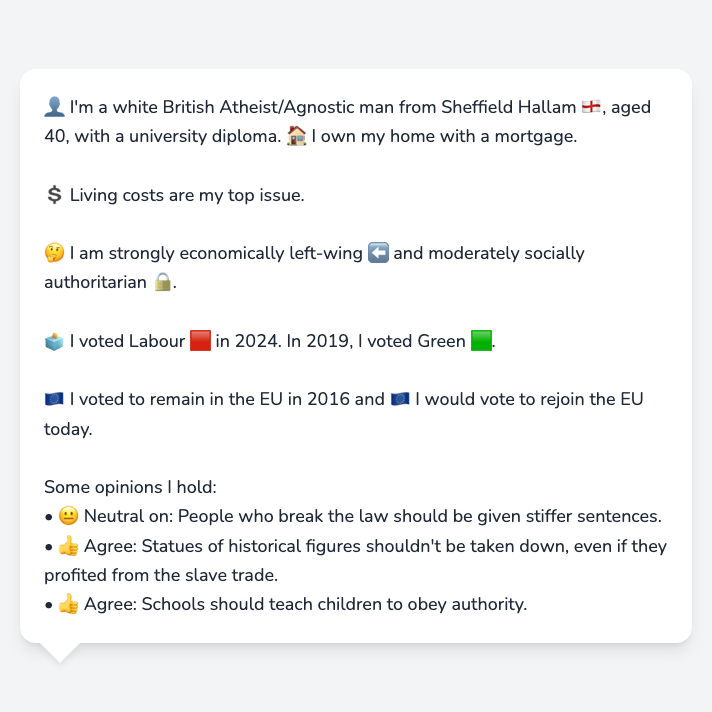 👤 I'm a white British Atheist/Agnostic man from Sheffield Hallam 🏴󠁧󠁢󠁥󠁮󠁧󠁿, aged
40, with a university diploma. 🏠 I own my home with a mortgage.
💲 Living costs are my top issue.
🤔 I am strongly economically left-wing ⬅️ and moderately socially
authoritarian 🔒.
🗳️ I voted Labour 🟥 in 2024. In 2019, I voted Green 🟩.
🇪🇺 I voted to remain in the EU in 2016 and 🇪🇺 I would vote to rejoin the EU
today.
Some opinions I hold:
• 😐 Neutral on: People who break the law should be given stiffer sentences.
• 👍 Agree: Statues of historical figures shouldn't be taken down, even if they
profited from the slave trade.
• 👍 Agree: Schools should teach children to obey authority.